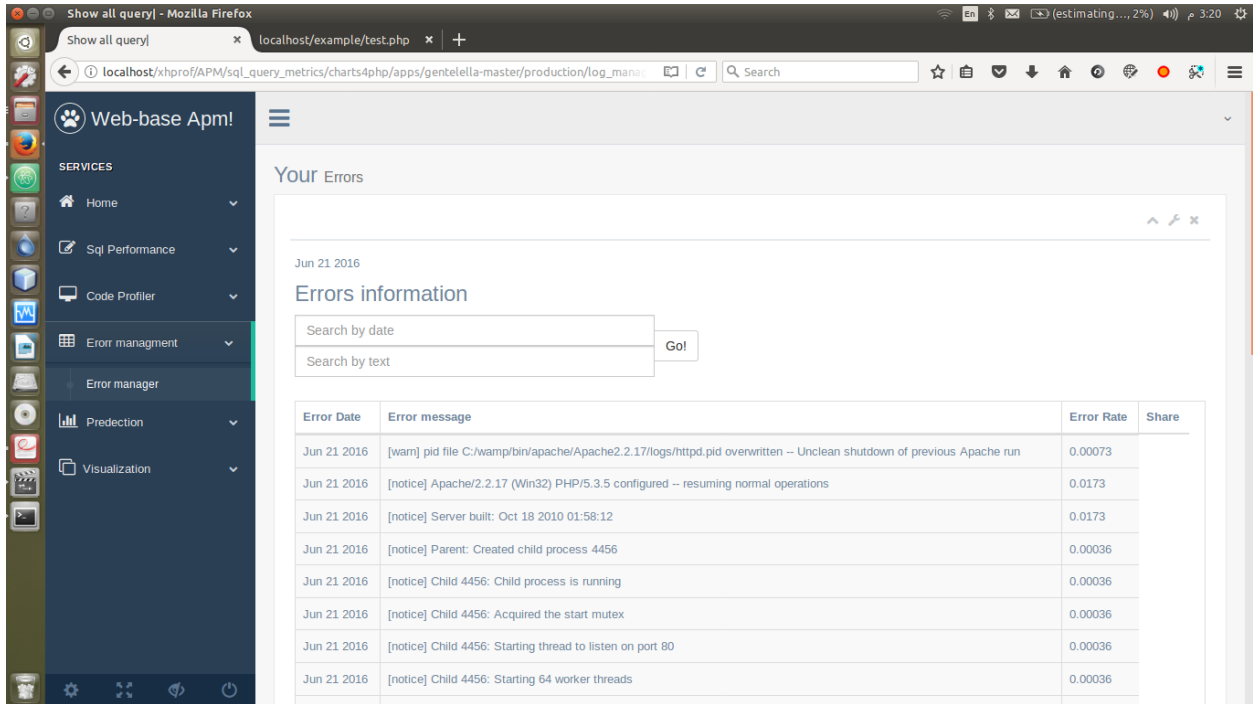 Show all query| - Mozilla Firefox
En (estimating..., 2%) م 3:20
Show all query| × localhost/example/test.php ×
localhost/xhprof/APM/sql_query_metrics/charts4php/apps/gentelella-master/production/log_mana Search
Web-base Apm!
SERVICES
Home
Sql Performance
Code Profiler
Erorr managment
Error manager
Predection
Visualization
Your Errors
Jun 21 2016
Errors information
Search by date
Search by text
Go!
Error Date Error message Error Rate Share
Jun 21 2016 [warn] pid file C:/wamp/bin/apache/Apache2.2.17/logs/httpd.pid overwritten -- Unclean shutdown of previous Apache run 0.00073
Jun 21 2016 [notice] Apache/2.2.17 (Win32) PHP/5.3.5 configured -- resuming normal operations 0.0173
Jun 21 2016 [notice] Server built: Oct 18 2010 01:58:12 0.0173
Jun 21 2016 [notice] Parent: Created child process 4456 0.00036
Jun 21 2016 [notice] Child 4456: Child process is running 0.00036
Jun 21 2016 [notice] Child 4456: Acquired the start mutex 0.00036
Jun 21 2016 [notice] Child 4456: Starting thread to listen on port 80 0.00036
Jun 21 2016 [notice] Child 4456: Starting 64 worker threads 0.00036